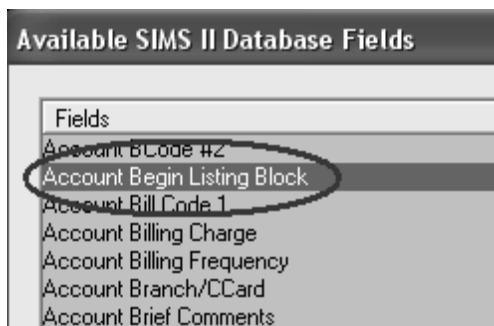 Available SIMS II Database Fields
Fields
Account BCode #2
Account Begin Listing Block
Account Bill Code 1
Account Billing Charge
Account Billing Frequency
Account Branch/CCard
Account Brief Comments